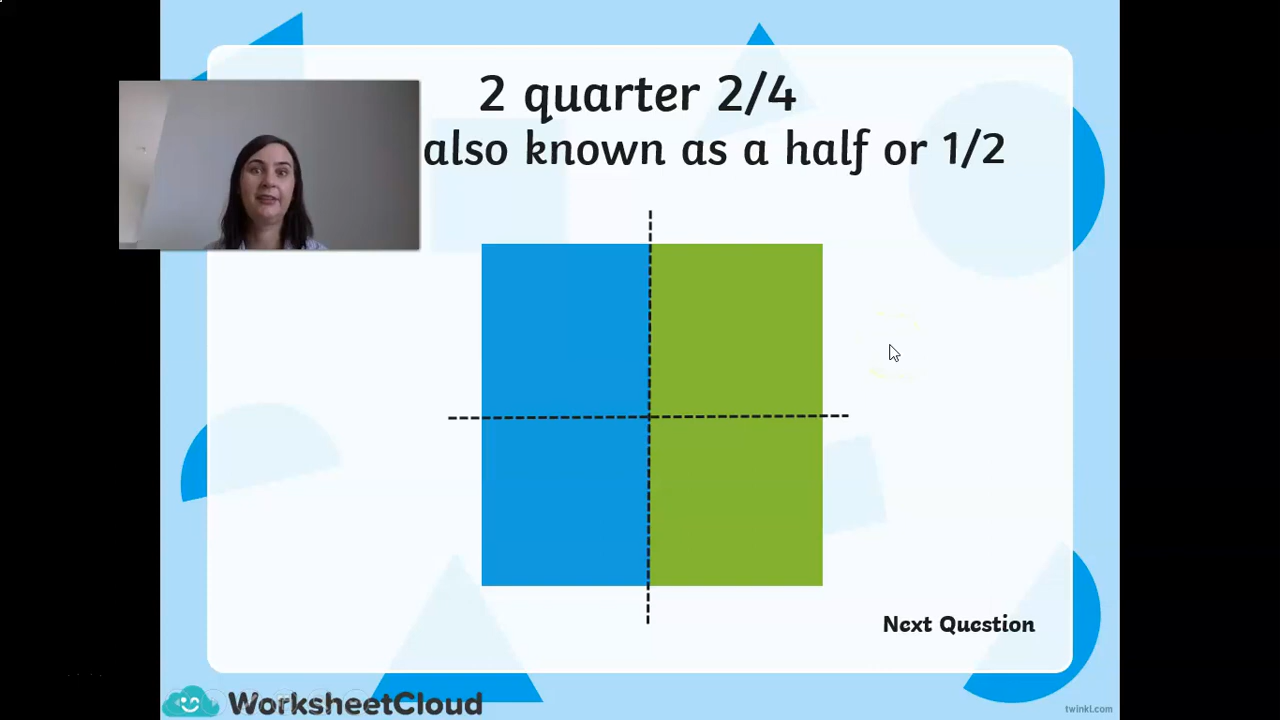 2 quarter 2/4
also known as a half or 1/2
Next Question
WorksheetCloud
twinkl.com